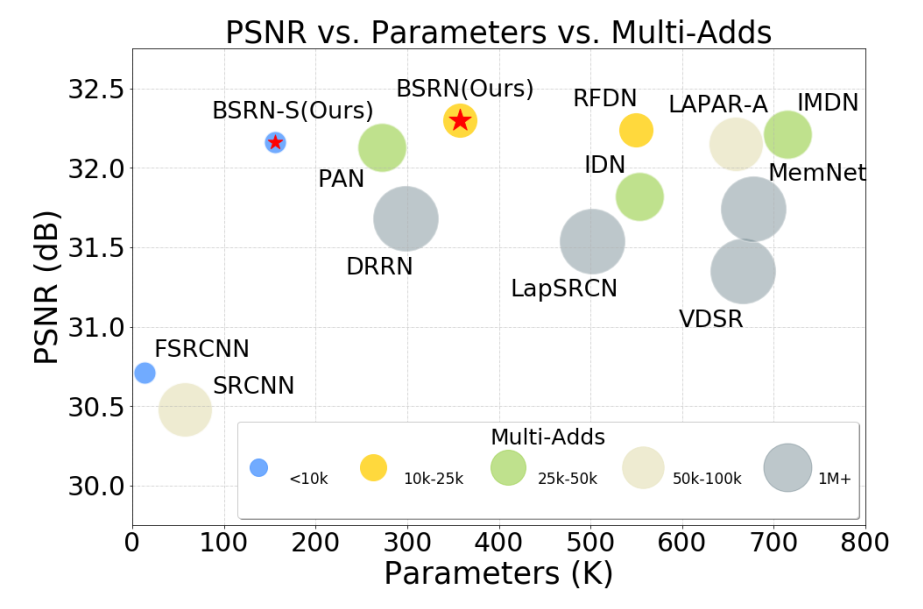 PSNR vs. Parameters vs. Multi-Adds
32.5
32.0
31.5
31.0
30.5
30.0
PSNR (dB)
BSRN-S(Ours)
BSRN(Ours)
RFDN
LAPAR-A
IMDN
PAN
IDN
MemNet
DRRN
LapSRCN
VDSR
FSRCNN
SRCNN
Multi-Adds
<10k
10k-25k
25k-50k
50k-100k
1M+
0 100 200 300 400 500 600 700 800
Parameters (K)